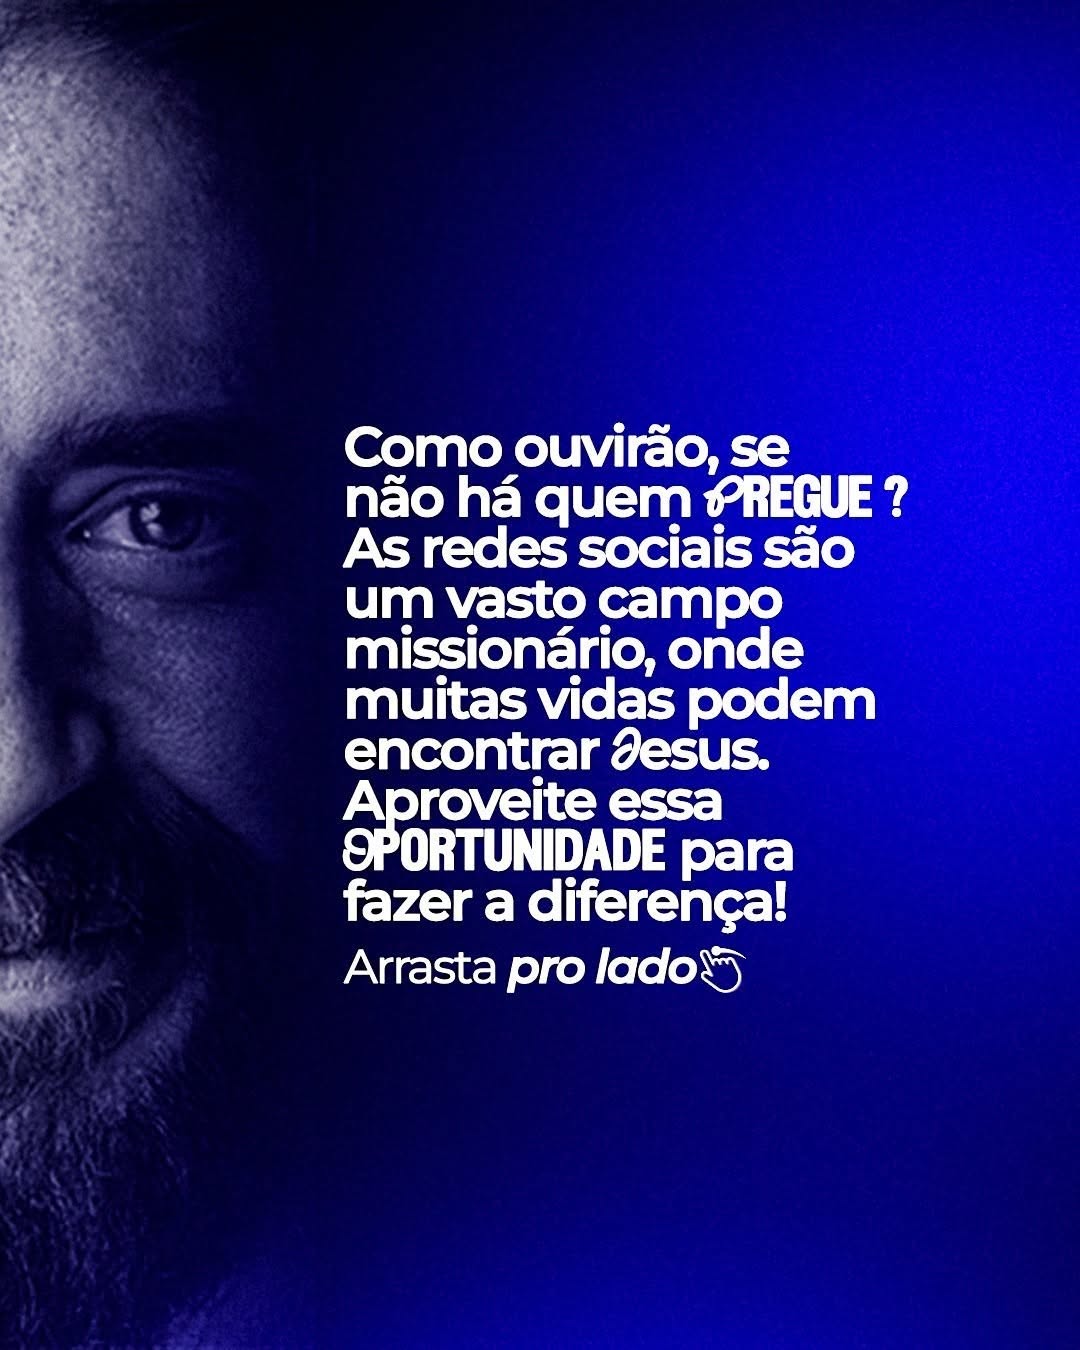 Como ouvirão, se
não há quem PREGUE ?
As redes sociais são
um vasto campo
missionário, onde
muitas vidas podem
encontrar Jesus.
Aproveite essa
OPORTUNIDADE para
fazer a diferença!
Arrasta pro lado